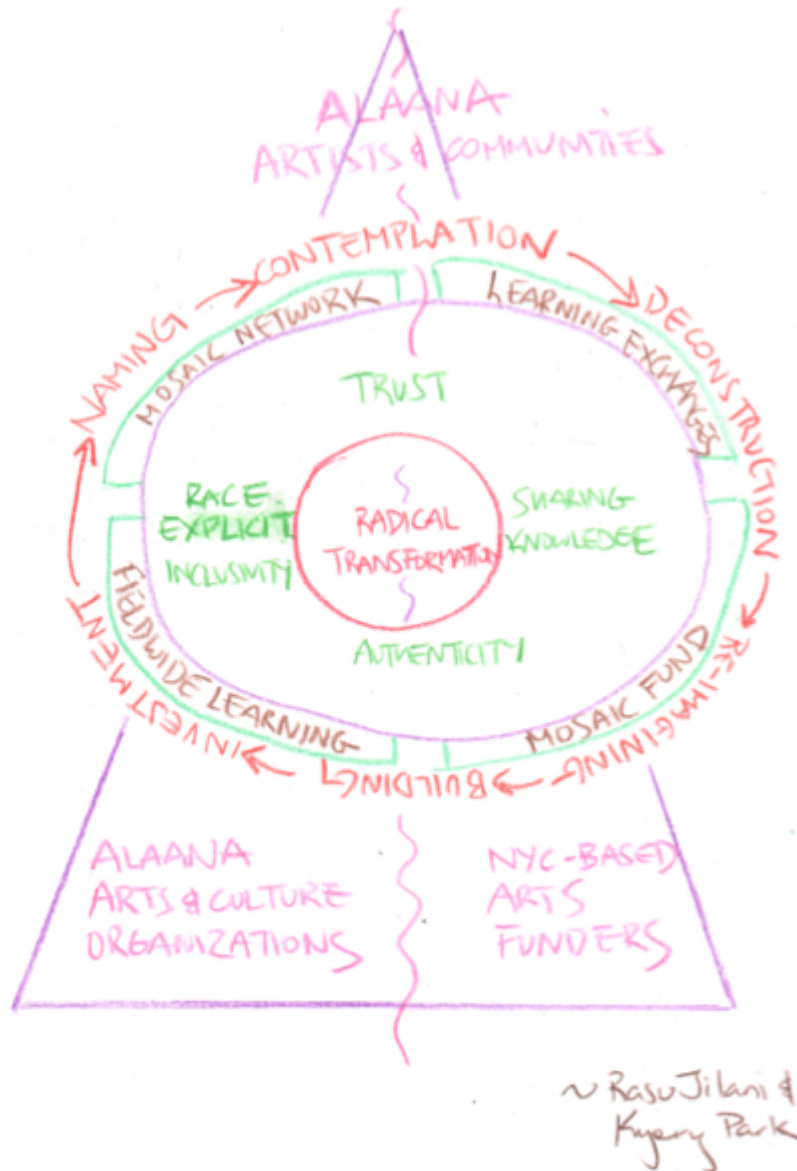 ALAANA
ARTISTS & COMMUNITIES
CONTEMPLATION
DECONSTRUCTION
RE-IMAGINING
BUILDING
INVESTMENT
NAMING
MOSAIC NETWORK
LEARNING EXCHANGES
MOSAIC FUND
FIELDWIDE LEARNING
TRUST
RACE
EXPLICIT
INCLUSIVITY
RADICAL
TRANSFORMATION
SHARING
KNOWLEDGE
AUTHENTICITY
ALAANA
ARTS & CULTURE
ORGANIZATIONS
NYC-BASED
ARTS
FUNDERS
~ Rasu Jilani &
Park